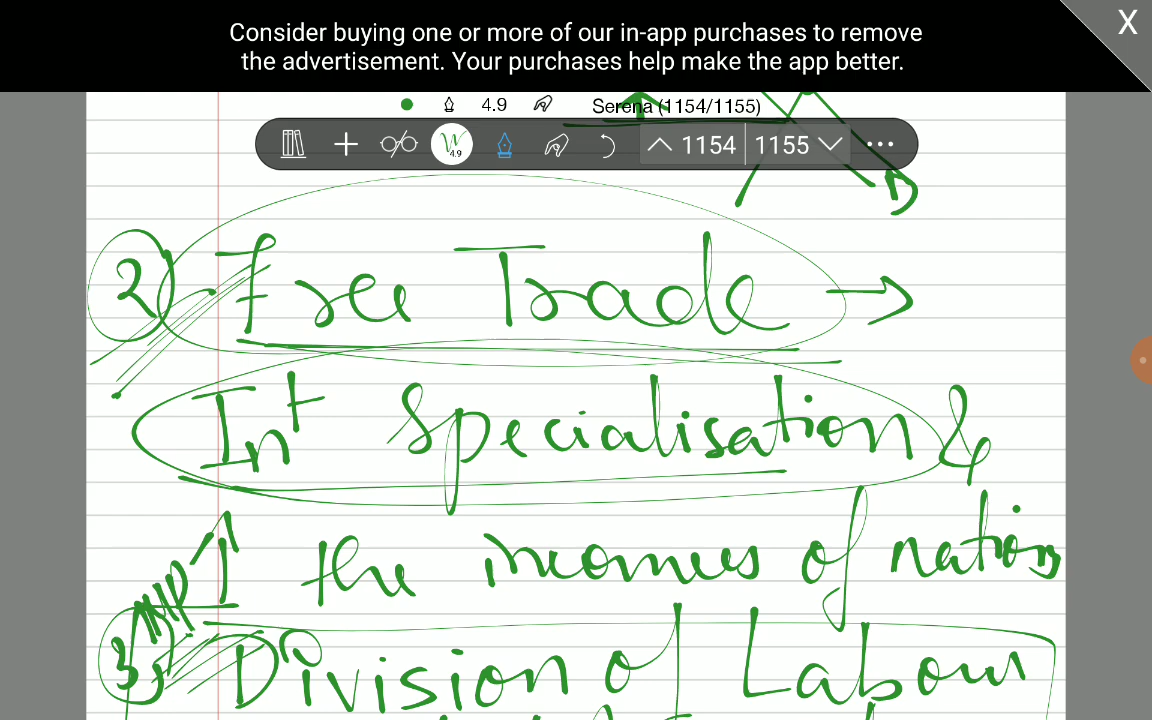 Consider buying one or more of our in-app purchases to remove
the advertisement. Your purchases help make the app better.
X
4.9 Serena (1154/1155)
4.9 1154 1155
D
2) Free Trade →
Int Specialisation &
↑ the incomes of nations
3) Division of Labour